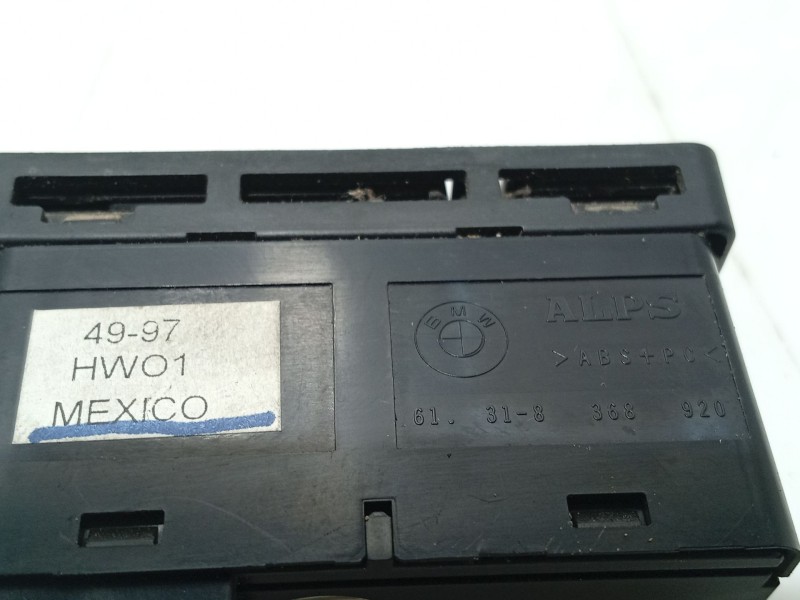 49-97
HW01
MEXICO
BMW
ALPS
>ABS+PC<
61. 31-8 368 920